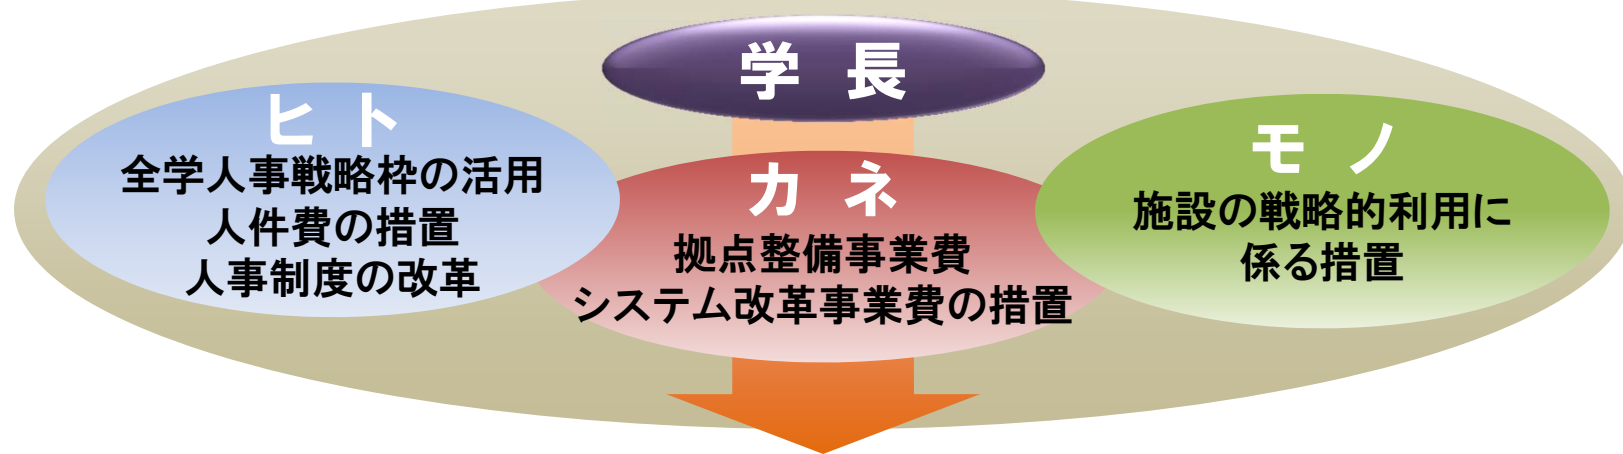 学 長
ヒ ト
全学人事戦略枠の活用
人件費の措置
人事制度の改革
カ ネ
拠点整備事業費
システム改革事業費の措置
モ ノ
施設の戦略的利用に
係る措置